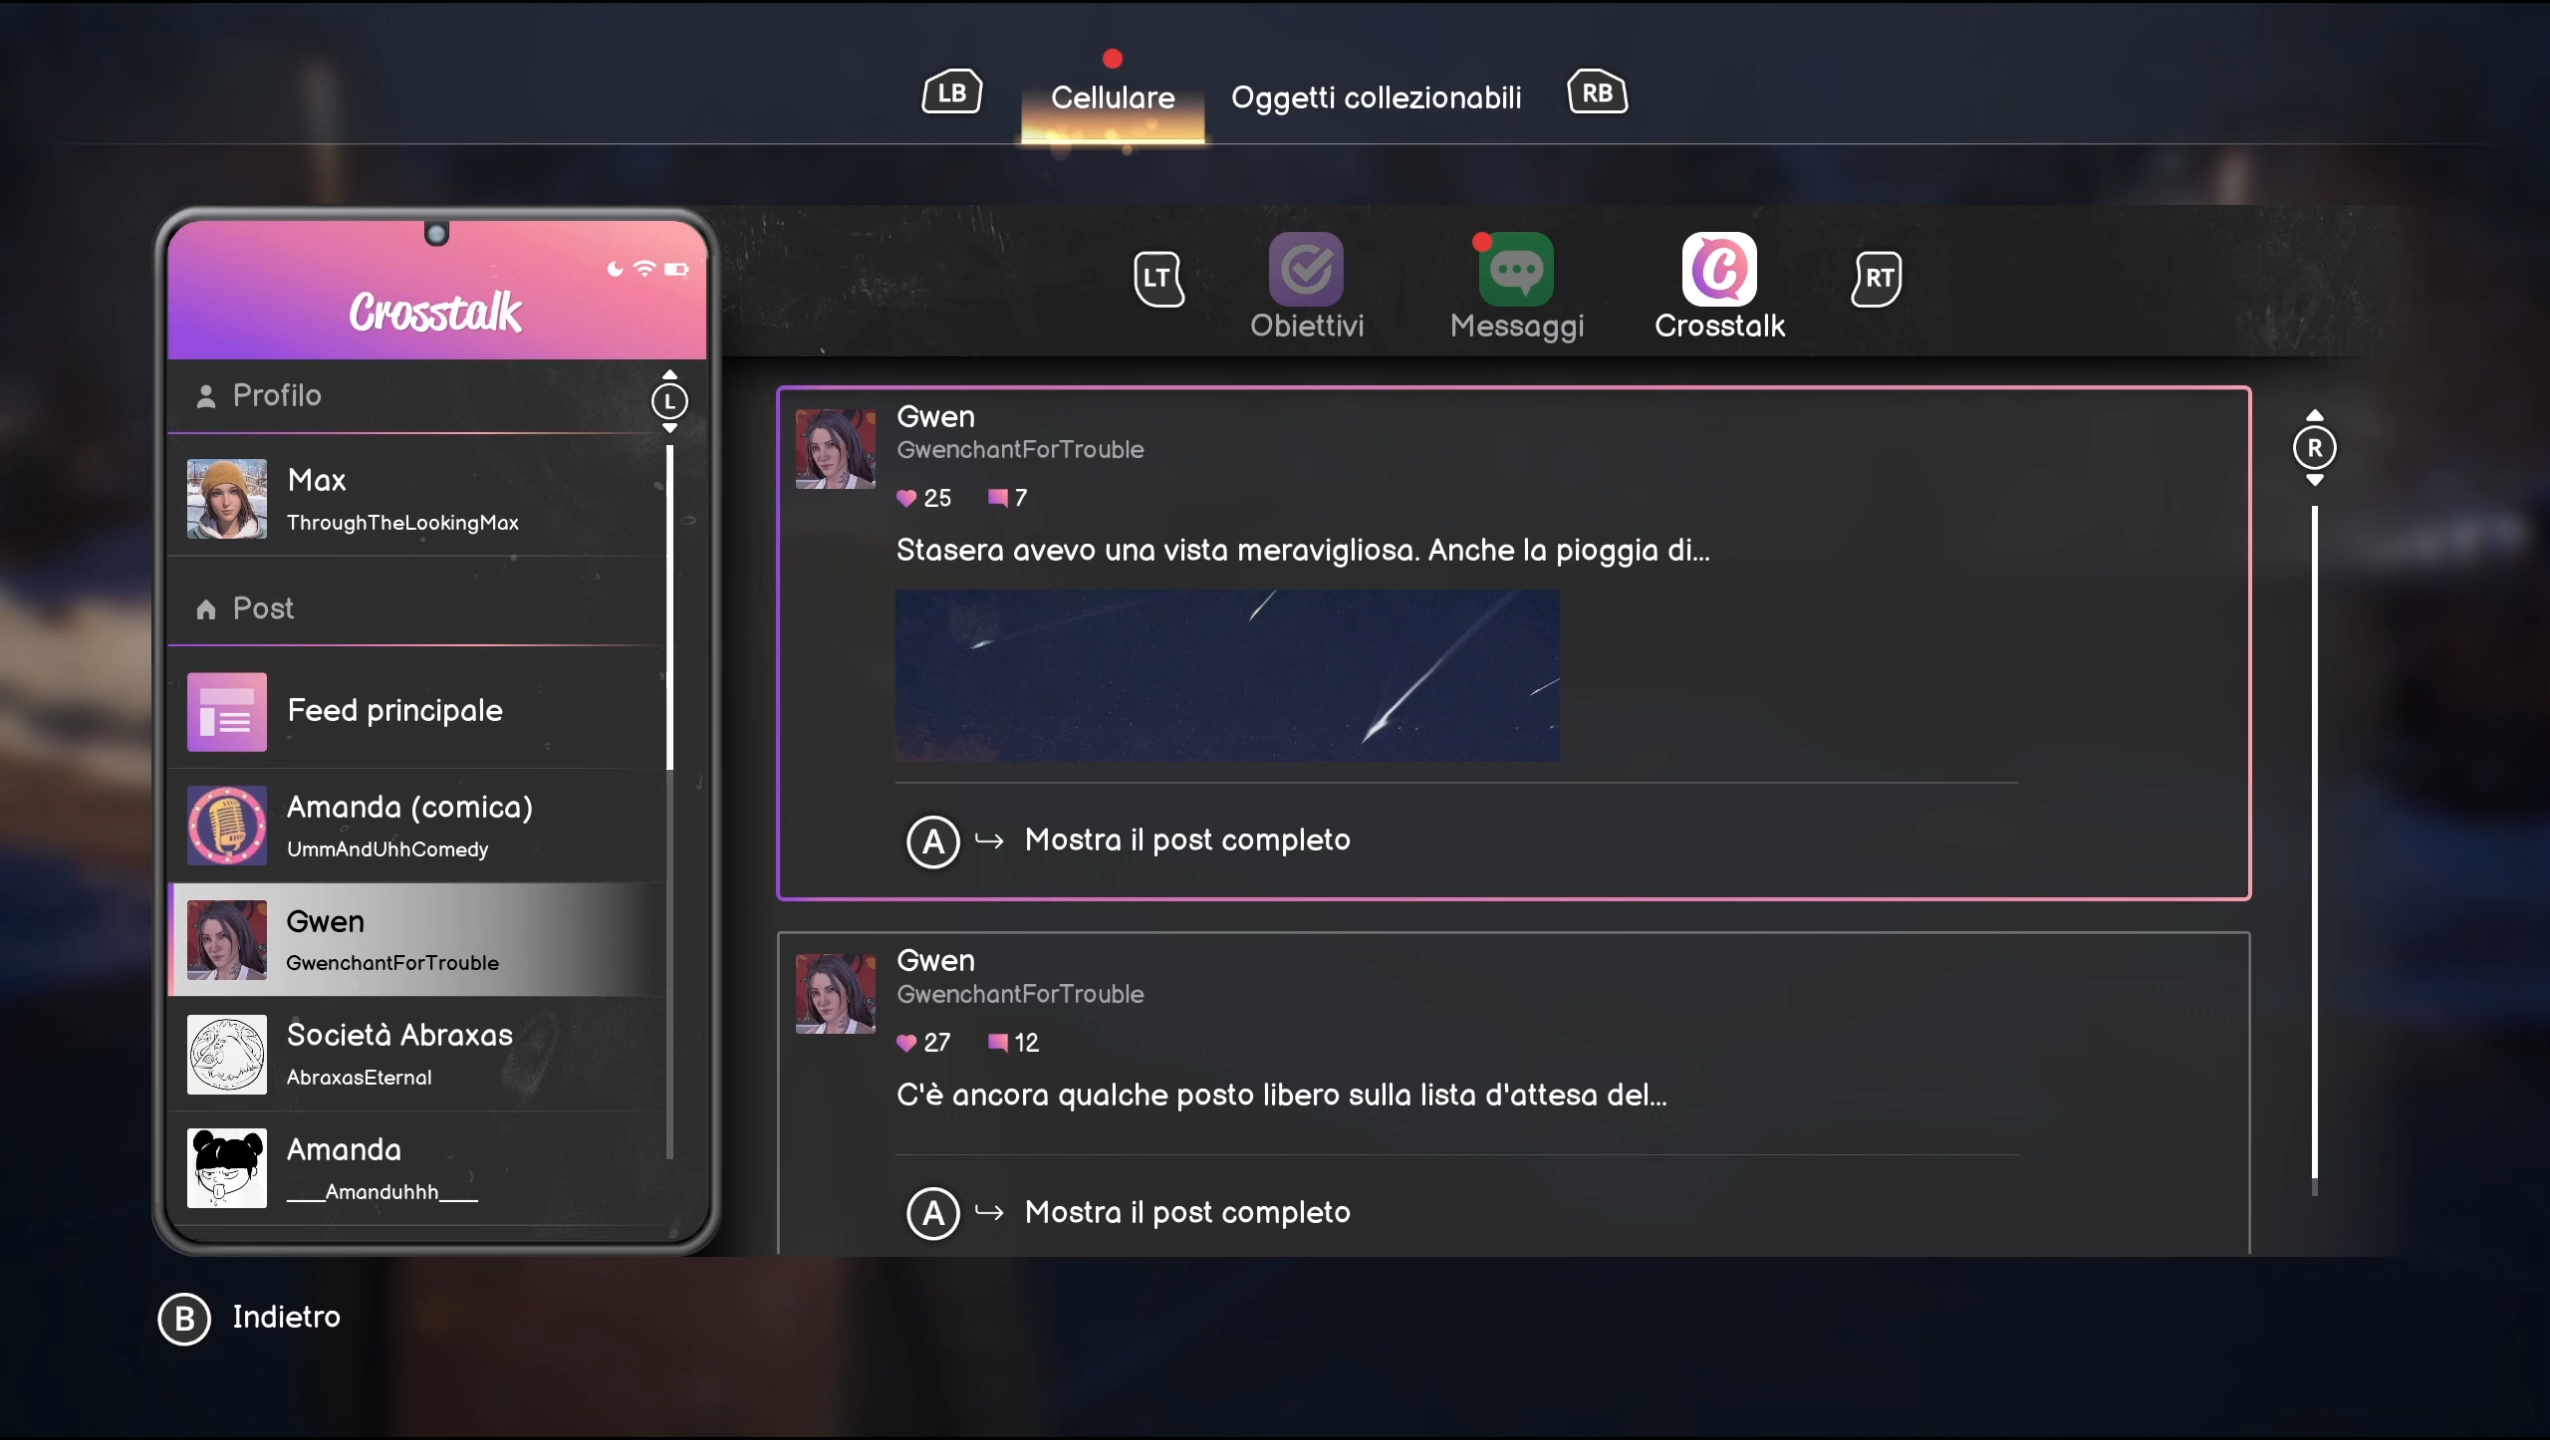 LB
Cellulare
Oggetti collezionabili
RB
Crosstalk
LT
Obiettivi
Messaggi
Crosstalk
RT
Profilo
L
Max
ThroughTheLookingMax
Post
Feed principale
Amanda (comica)
UmmAndUhhComedy
Gwen
GwenchantForTrouble
Società Abraxas
AbraxasEternal
Amanda
____Amanduhhh____
Gwen
GwenchantForTrouble
25 7
Stasera avevo una vista meravigliosa. Anche la pioggia di...
A Mostra il post completo
R
Gwen
GwenchantForTrouble
27 12
C'è ancora qualche posto libero sulla lista d'attesa del...
A Mostra il post completo
B Indietro